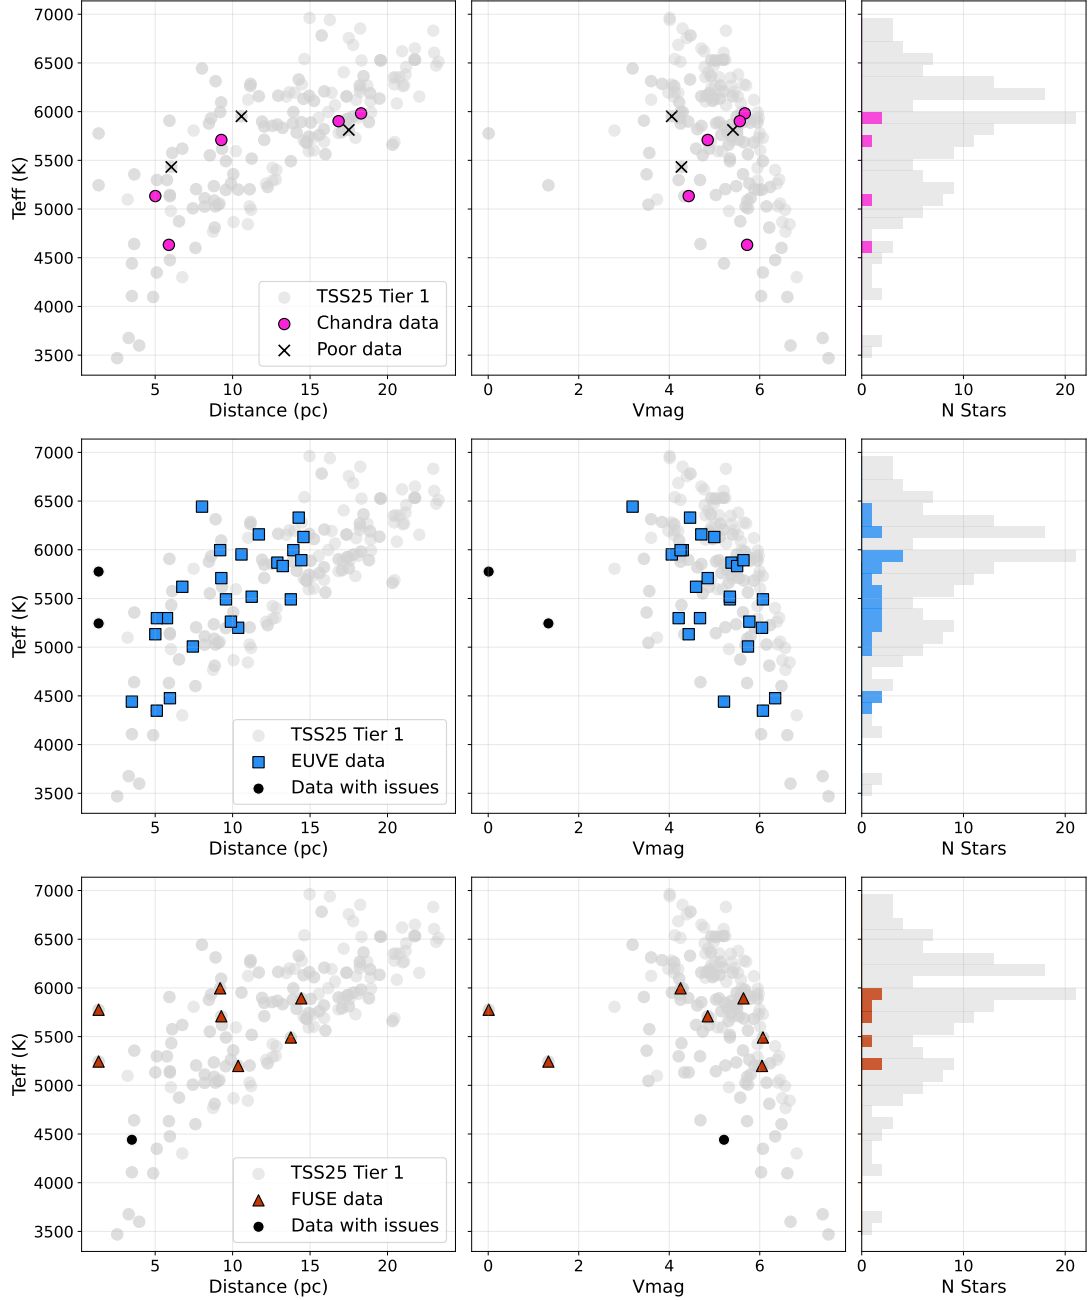 7000
6500
6000
5500
5000
4500
4000
3500
Teff (K)
TSS25 Tier 1
Chandra data
Poor data
5 10 15 20
Distance (pc)
0 2 4 6
Vmag
0 10 20
N Stars
7000
6500
6000
5500
5000
4500
4000
3500
Teff (K)
TSS25 Tier 1
EUVE data
Data with issues
5 10 15 20
Distance (pc)
0 2 4 6
Vmag
0 10 20
N Stars
7000
6500
6000
5500
5000
4500
4000
3500
Teff (K)
TSS25 Tier 1
FUSE data
Data with issues
5 10 15 20
Distance (pc)
0 2 4 6
Vmag
0 10 20
N Stars